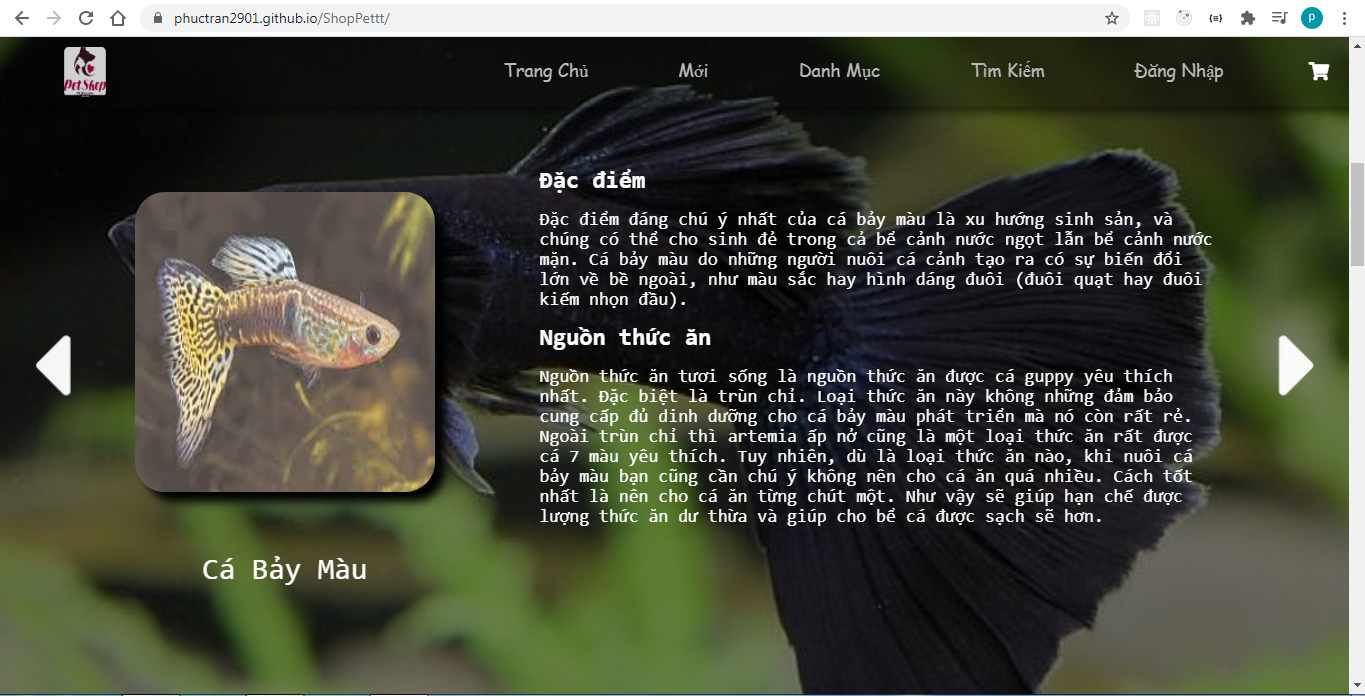 phuctran2901.github.io/ShopPettt/
P
PetShop
Trang Chủ
Mới
Danh Mục
Tìm Kiếm
Đăng Nhập
Đặc điểm
Đặc điểm đáng chú ý nhất của cá bảy màu là xu hướng sinh sản, và
chúng có thể cho sinh đẻ trong cả bể cảnh nước ngọt lẫn bể cảnh nước
mặn. Cá bảy màu do những người nuôi cá cảnh tạo ra có sự biến đổi
lớn về bề ngoài, như màu sắc hay hình dáng đuôi (đuôi quạt hay đuôi
kiếm nhọn đầu).
Nguồn thức ăn
Nguồn thức ăn tươi sống là nguồn thức ăn được cá guppy yêu thích
nhất. Đặc biệt là trùn chỉ. Loại thức ăn này không những đảm bảo
cung cấp đủ dinh dưỡng cho cá bảy màu phát triển mà nó còn rất rẻ.
Ngoài trùn chỉ thì artemia ấp nở cũng là một loại thức ăn rất được
cá 7 màu yêu thích. Tuy nhiên, dù là loại thức ăn nào, khi nuôi cá
bảy màu bạn cũng cần chú ý không nên cho cá ăn quá nhiều. Cách tốt
nhất là nên cho cá ăn từng chút một. Như vậy sẽ giúp hạn chế được
lượng thức ăn dư thừa và giúp cho bể cá được sạch sẽ hơn.
Cá Bảy Màu